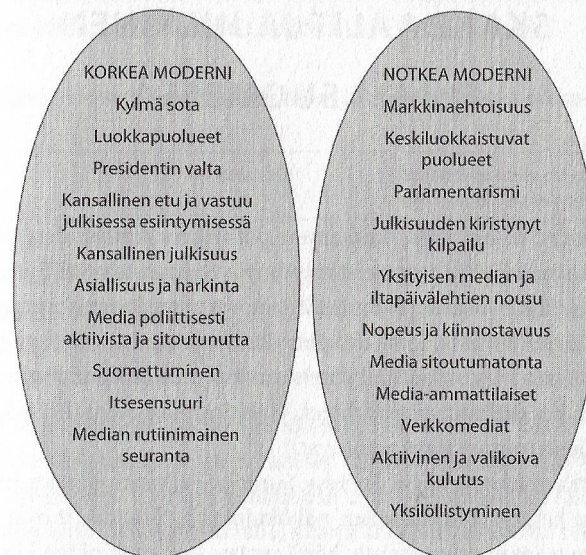 KORKEA MODERNI
Kylmä sota
Luokkapuolueet
Presidentin valta
Kansallinen etu ja vastuu
julkisessa esiintymisessä
Kansallinen julkisuus
Asiallisuus ja harkinta
Media poliittisesti
aktiivista ja sitoutunutta
Suomettuminen
Itsesensuuri
Median rutiinimainen
seuranta
NOTKEA MODERNI
Markkinaehtoisuus
Keskiluokkaistuvat
puolueet
Parlamentarismi
Julkisuuden kiristynyt
kilpailu
Yksityisen median ja
iltapäivälehtien nousu
Nopeus ja kiinnostavuus
Media sitoutumatonta
Media-ammattilaiset
Verkkomediat
Aktiivinen ja valikoiva
kulutus
Yksilöllistyminen